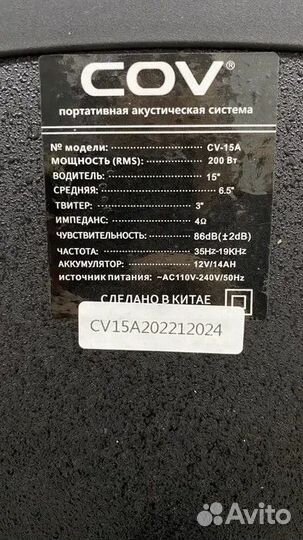 COV®
портативная акустическая система
№ модели: CV-15A
МОЩНОСТЬ (RMS): 200 Вт
ВОДИТЕЛЬ: 15"
СРЕДНЯЯ: 6.5"
ТВИТЕР: 3"
ИМПЕДАНС: 4Ω
ЧУВСТВИТЕЛЬНОСТЬ: 86dB(±2dB)
ЧАСТОТА: 35Hz-19KHz
АККУМУЛЯТОР: 12V/14AH
источник питания: ~AC110V-240V/50Hz
СДЕЛАНО В КИТАЕ
CV15A202212024
Avito